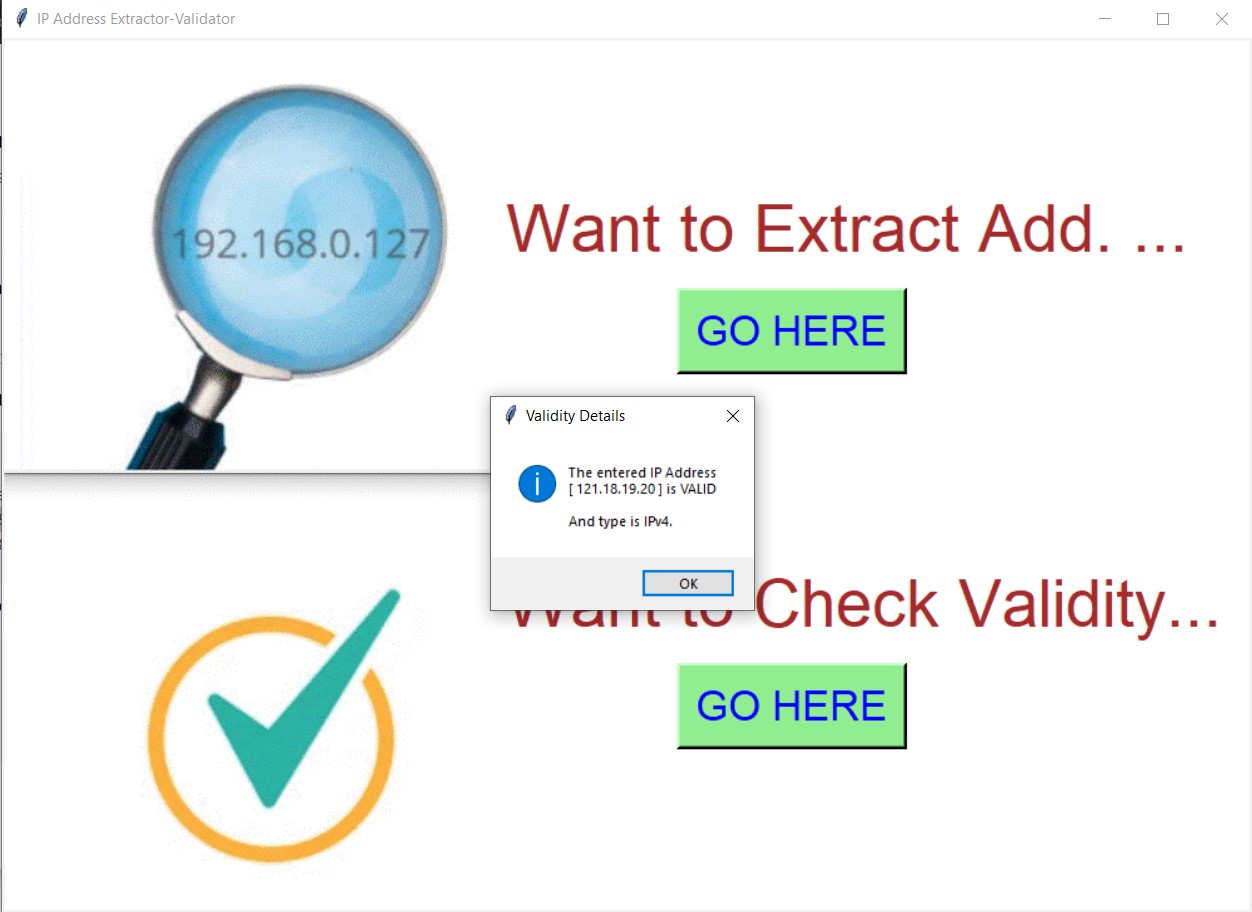 IP Address Extractor-Validator
192.168.0.127
Want to Extract Add. ...
GO HERE
Validity Details
The entered IP Address
[ 121.18.19.20 ] is VALID
And type is IPv4.
OK
Want to Check Validity...
GO HERE